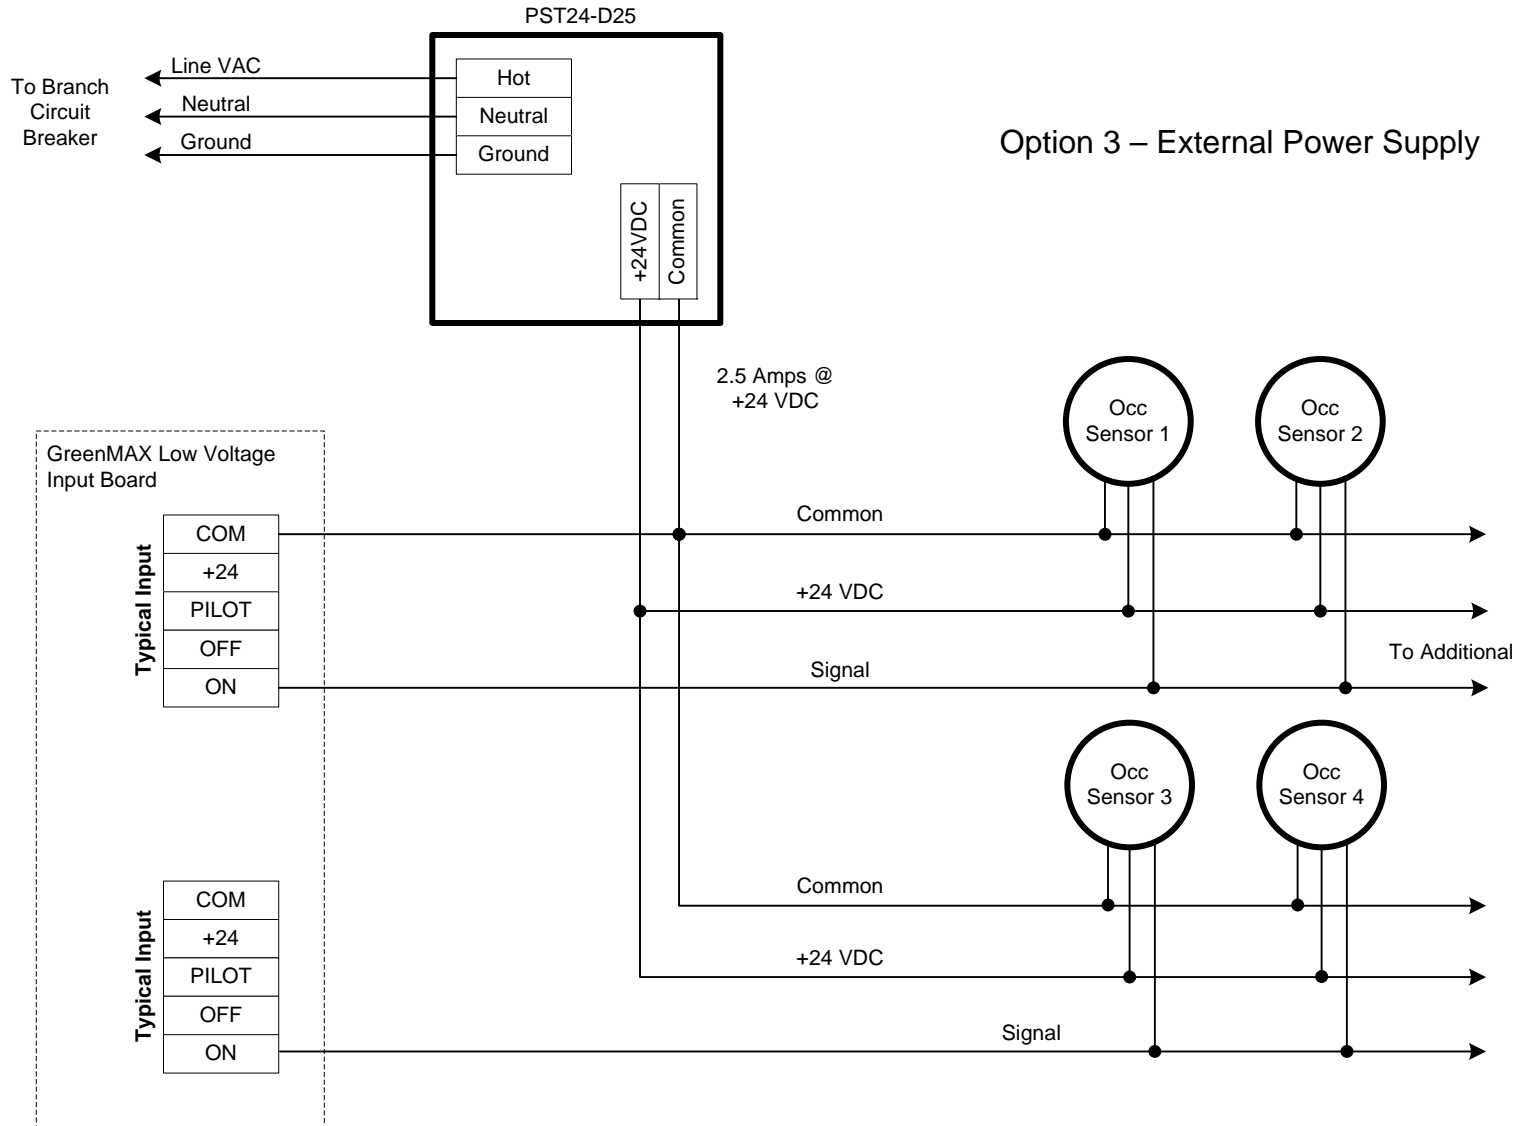 PST24-D25
To Branch
Circuit
Breaker
Line VAC
Neutral
Ground
Hot
Neutral
Ground
Option 3 – External Power Supply
+24VDC
Common
2.5 Amps @
+24 VDC
Occ
Sensor 1
Occ
Sensor 2
GreenMAX Low Voltage
Input Board
Typical Input
COM
+24
PILOT
OFF
ON
Common
+24 VDC
Signal
To Additional
Occ
Sensor 3
Occ
Sensor 4
Typical Input
COM
+24
PILOT
OFF
ON
Common
+24 VDC
Signal